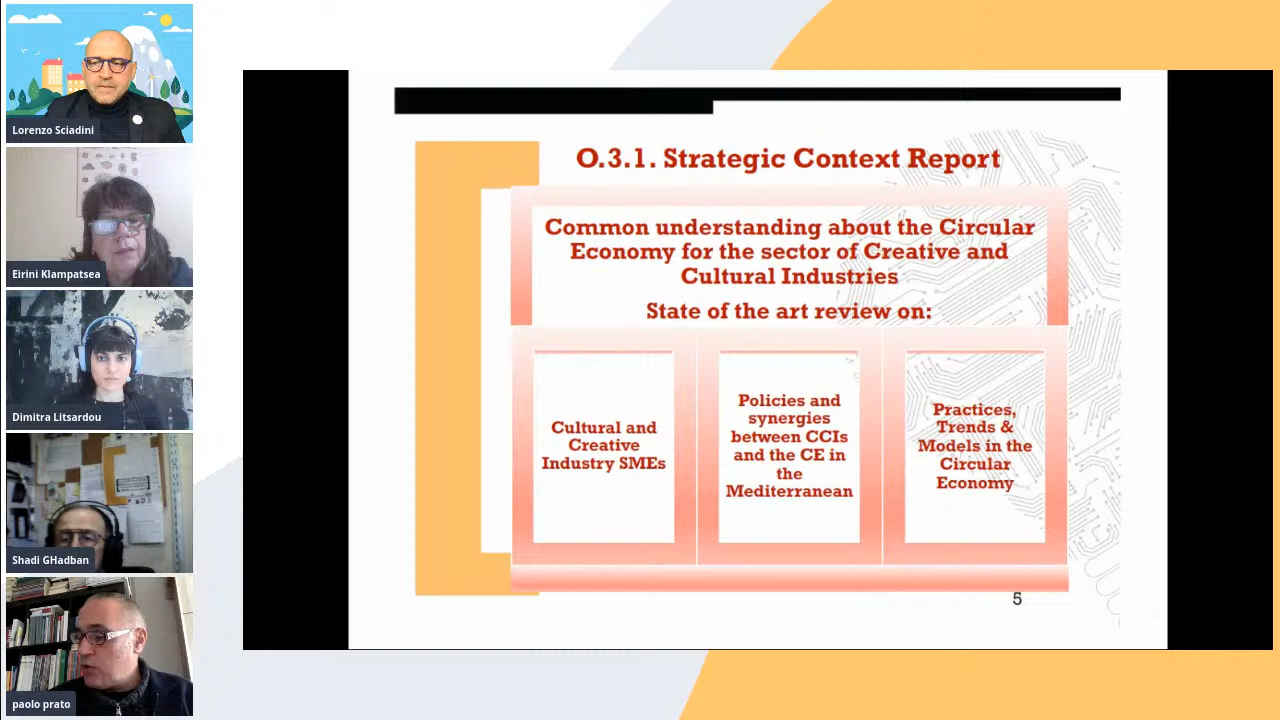 Lorenzo Sciadini
Eirini Klampatsea
Dimitra Litsardou
Shadi GHadban
paolo prato
O.3.1. Strategic Context Report
Common understanding about the Circular
Economy for the sector of Creative and
Cultural Industries
State of the art review on:
Cultural and
Creative
Industry SMEs
Policies and
synergies
between CCIs
and the CE in
the
Mediterranean
Practices,
Trends &
Models in the
Circular
Economy
5